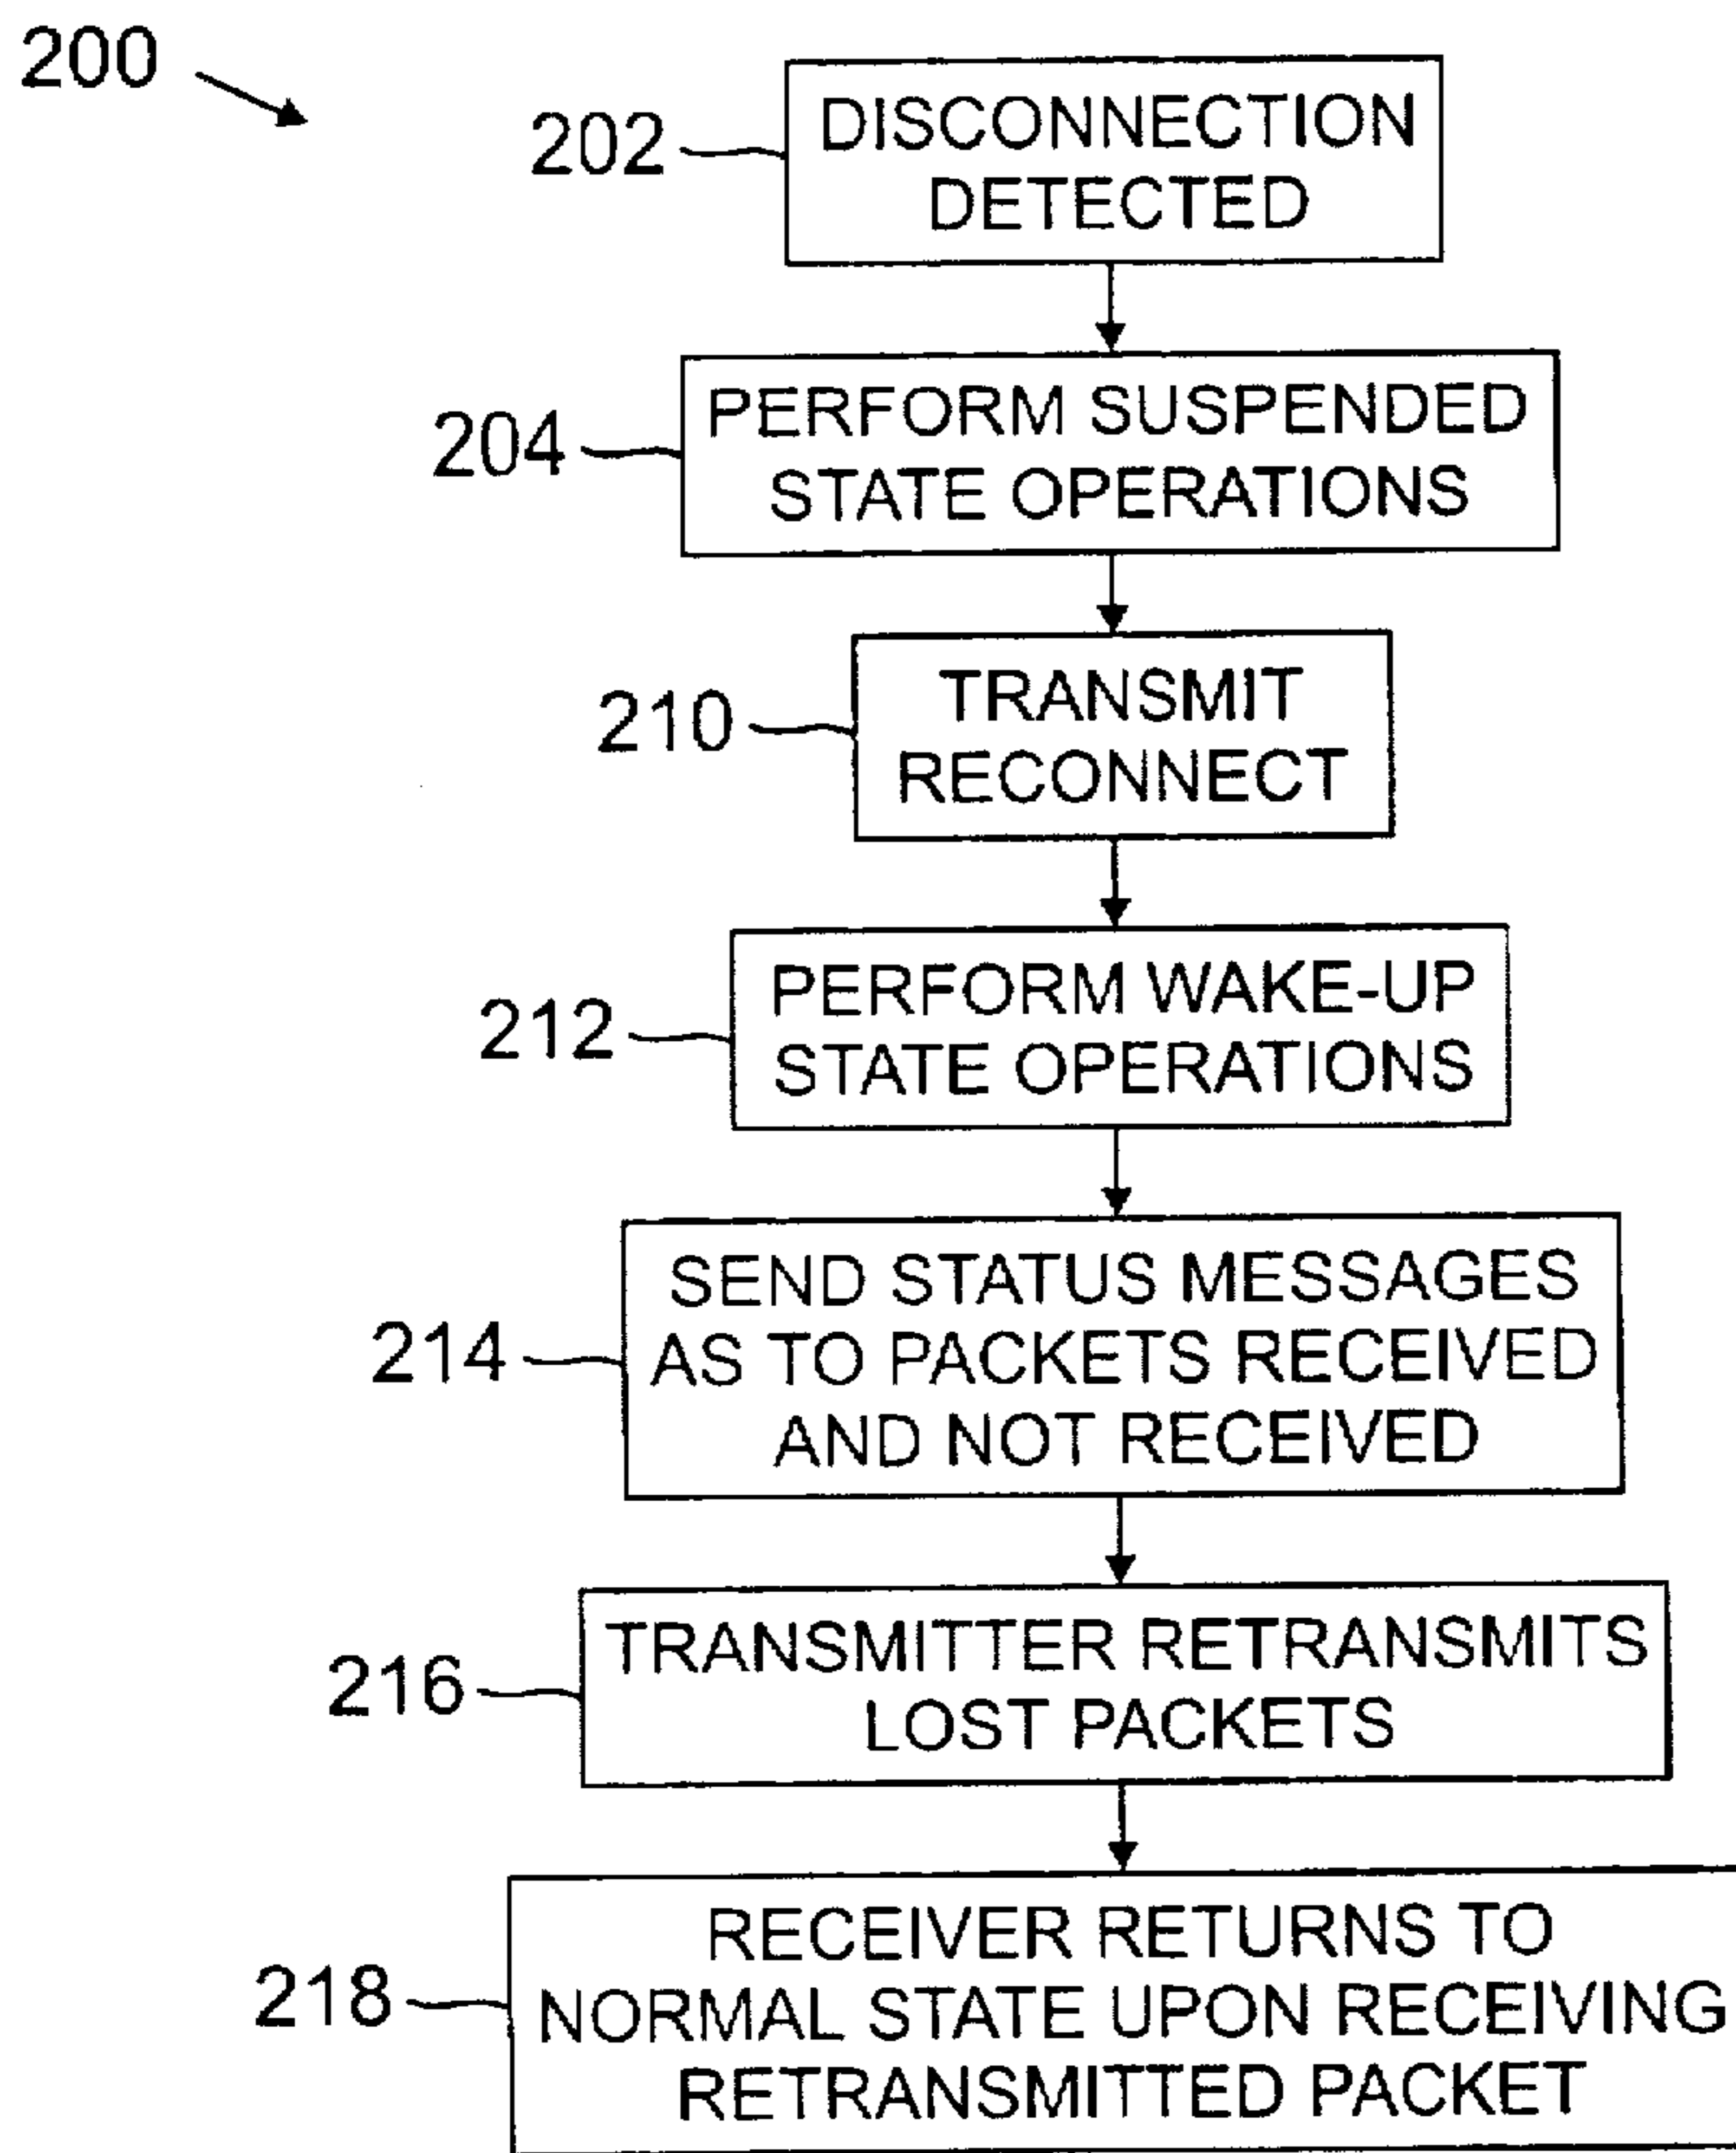 200
202
DISCONNECTION
DETECTED
204
PERFORM SUSPENDED
STATE OPERATIONS
210
TRANSMIT
RECONNECT
212
PERFORM WAKE-UP
STATE OPERATIONS
214
SEND STATUS MESSAGES
AS TO PACKETS RECEIVED
AND NOT RECEIVED
216
TRANSMITTER RETRANSMITS
LOST PACKETS
218
RECEIVER RETURNS TO
NORMAL STATE UPON RECEIVING
RETRANSMITTED PACKET